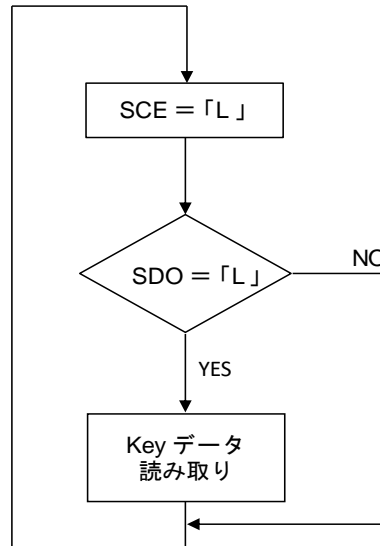 SCE =「L」
SDO =「L」
NO
YES
Key データ
読み取り